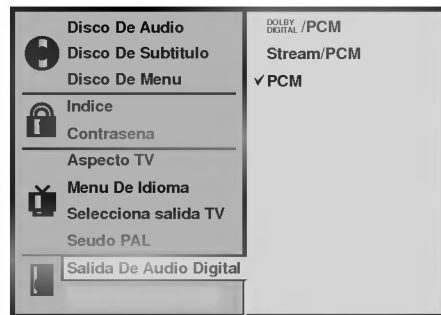 Disco De Audio
Disco De Subtitulo
Disco De Menu
Indice
Contrasena
Aspecto TV
Menu De Idioma
Selecciona salida TV
Seudo PAL
Salida De Audio Digital
DOLBY DIGITAL /PCM
Stream/PCM
✓PCM